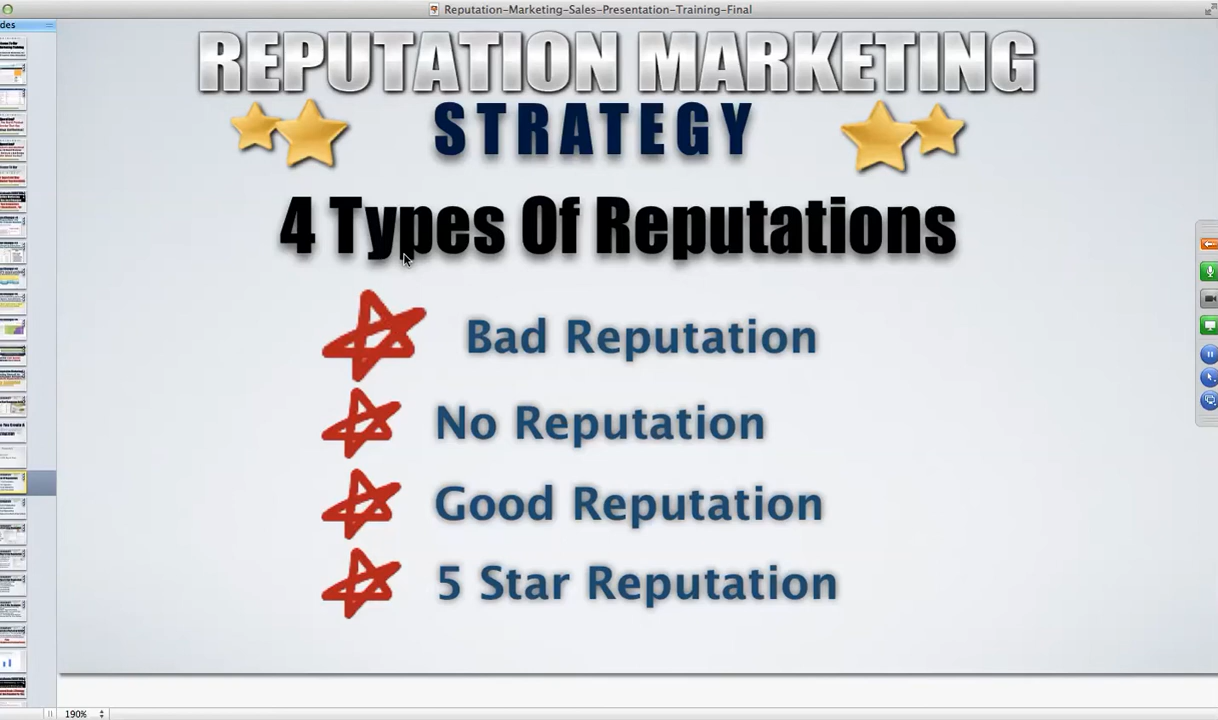 Reputation-Marketing-Sales-Presentation-Training-Final
des
REPUTATION MARKETING
STRATEGY
4 Types Of Reputations
Bad Reputation
No Reputation
Good Reputation
5 Star Reputation
190%